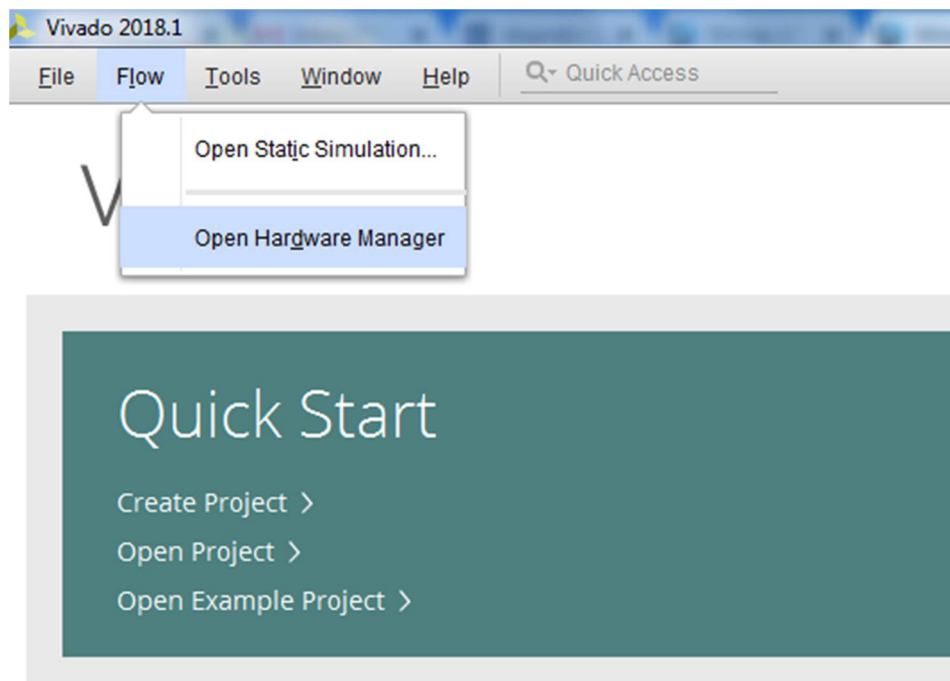 Vivado 2018.1
File Flow Tools Window Help Quick Access
Open Static Simulation...
V
Open Hardware Manager
Quick Start
Create Project >
Open Project >
Open Example Project >